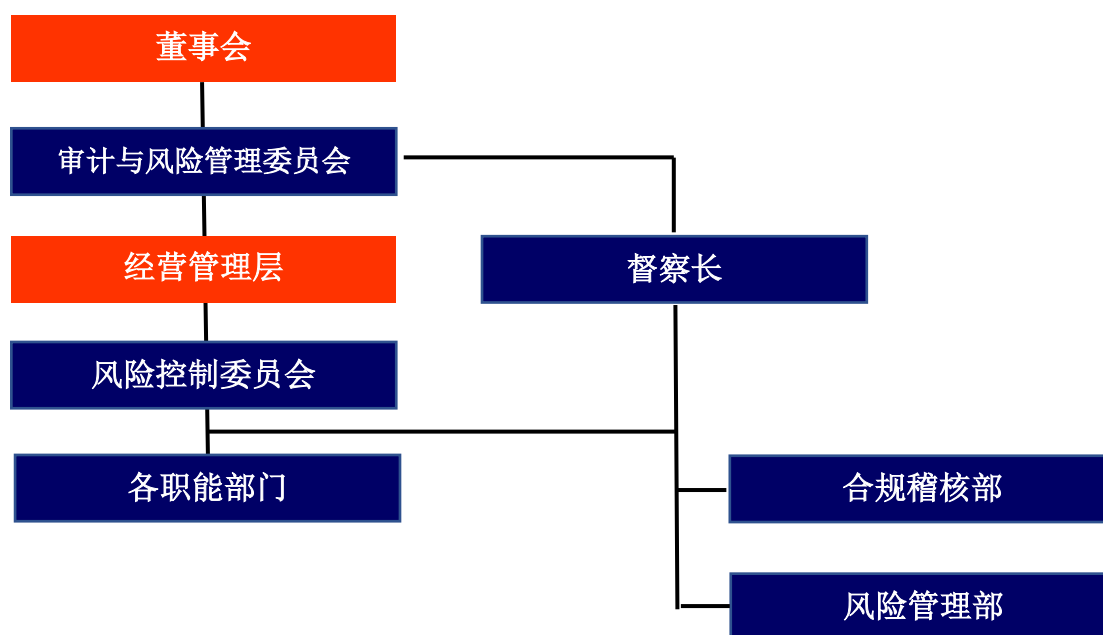 董事会
审计与风险管理委员会
经营管理层
督察长
风险控制委员会
各职能部门
合规稽核部
风险管理部